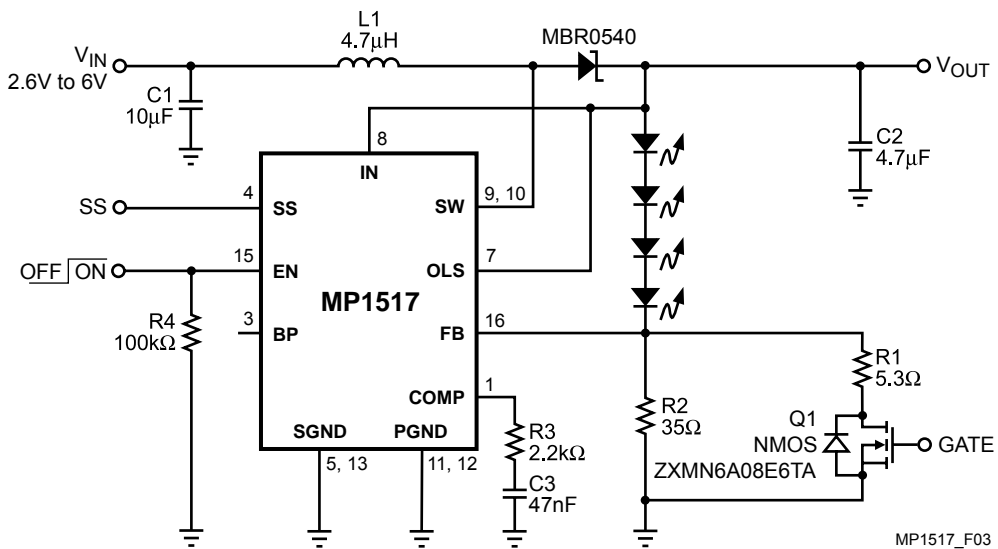 L1
4.7μH
MBR0540
VIN
2.6V to 6V
VOUT
C1
10μF
C2
4.7μF
8
IN
4
SS
SS
SW
9, 10
OFF ON
15
EN
OLS
7
MP1517
R4
100kΩ
3
BP
FB
16
R1
5.3Ω
COMP
1
R2
35Ω
Q1
NMOS
ZXMN6A08E6TA
GATE
SGND
PGND
R3
2.2kΩ
5, 13
11, 12
C3
47nF
MP1517_F03